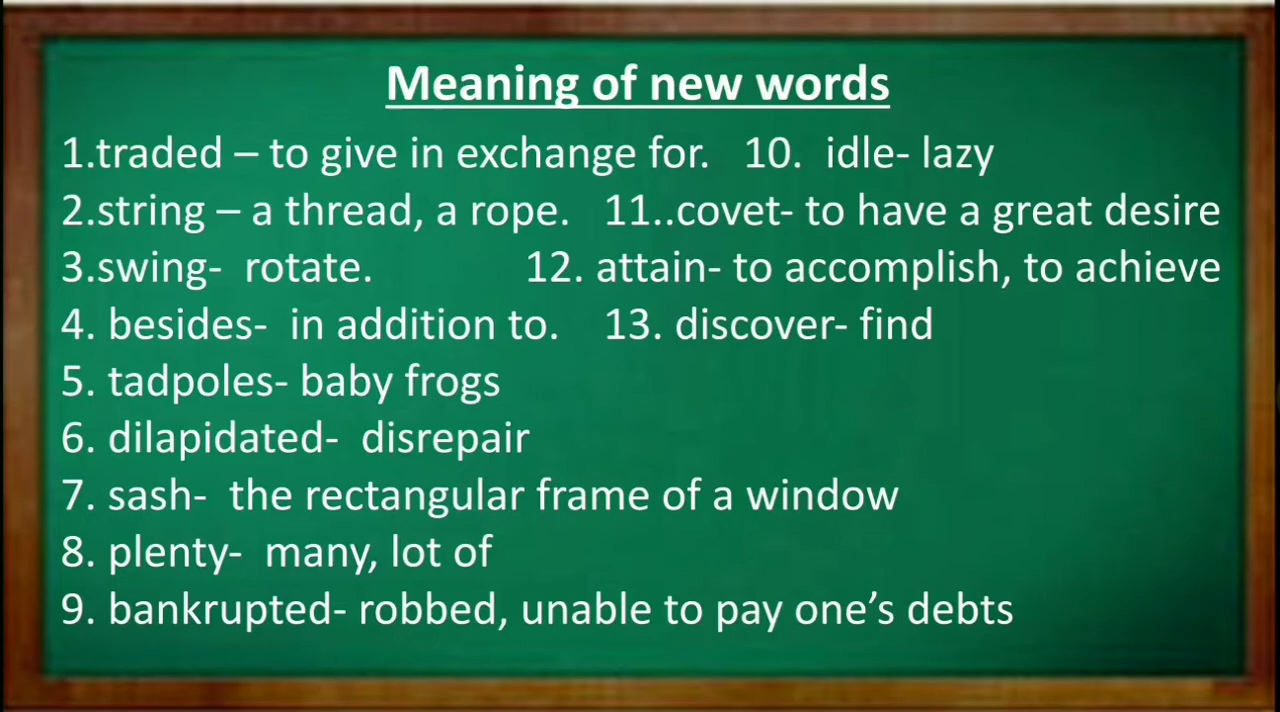 Meaning of new words
1.traded – to give in exchange for. 10. idle- lazy
2.string – a thread, a rope. 11..covet- to have a great desire
3.swing- rotate. 12. attain- to accomplish, to achieve
4. besides- in addition to. 13. discover- find
5. tadpoles- baby frogs
6. dilapidated- disrepair
7. sash- the rectangular frame of a window
8. plenty- many, lot of
9. bankrupted- robbed, unable to pay one’s debts